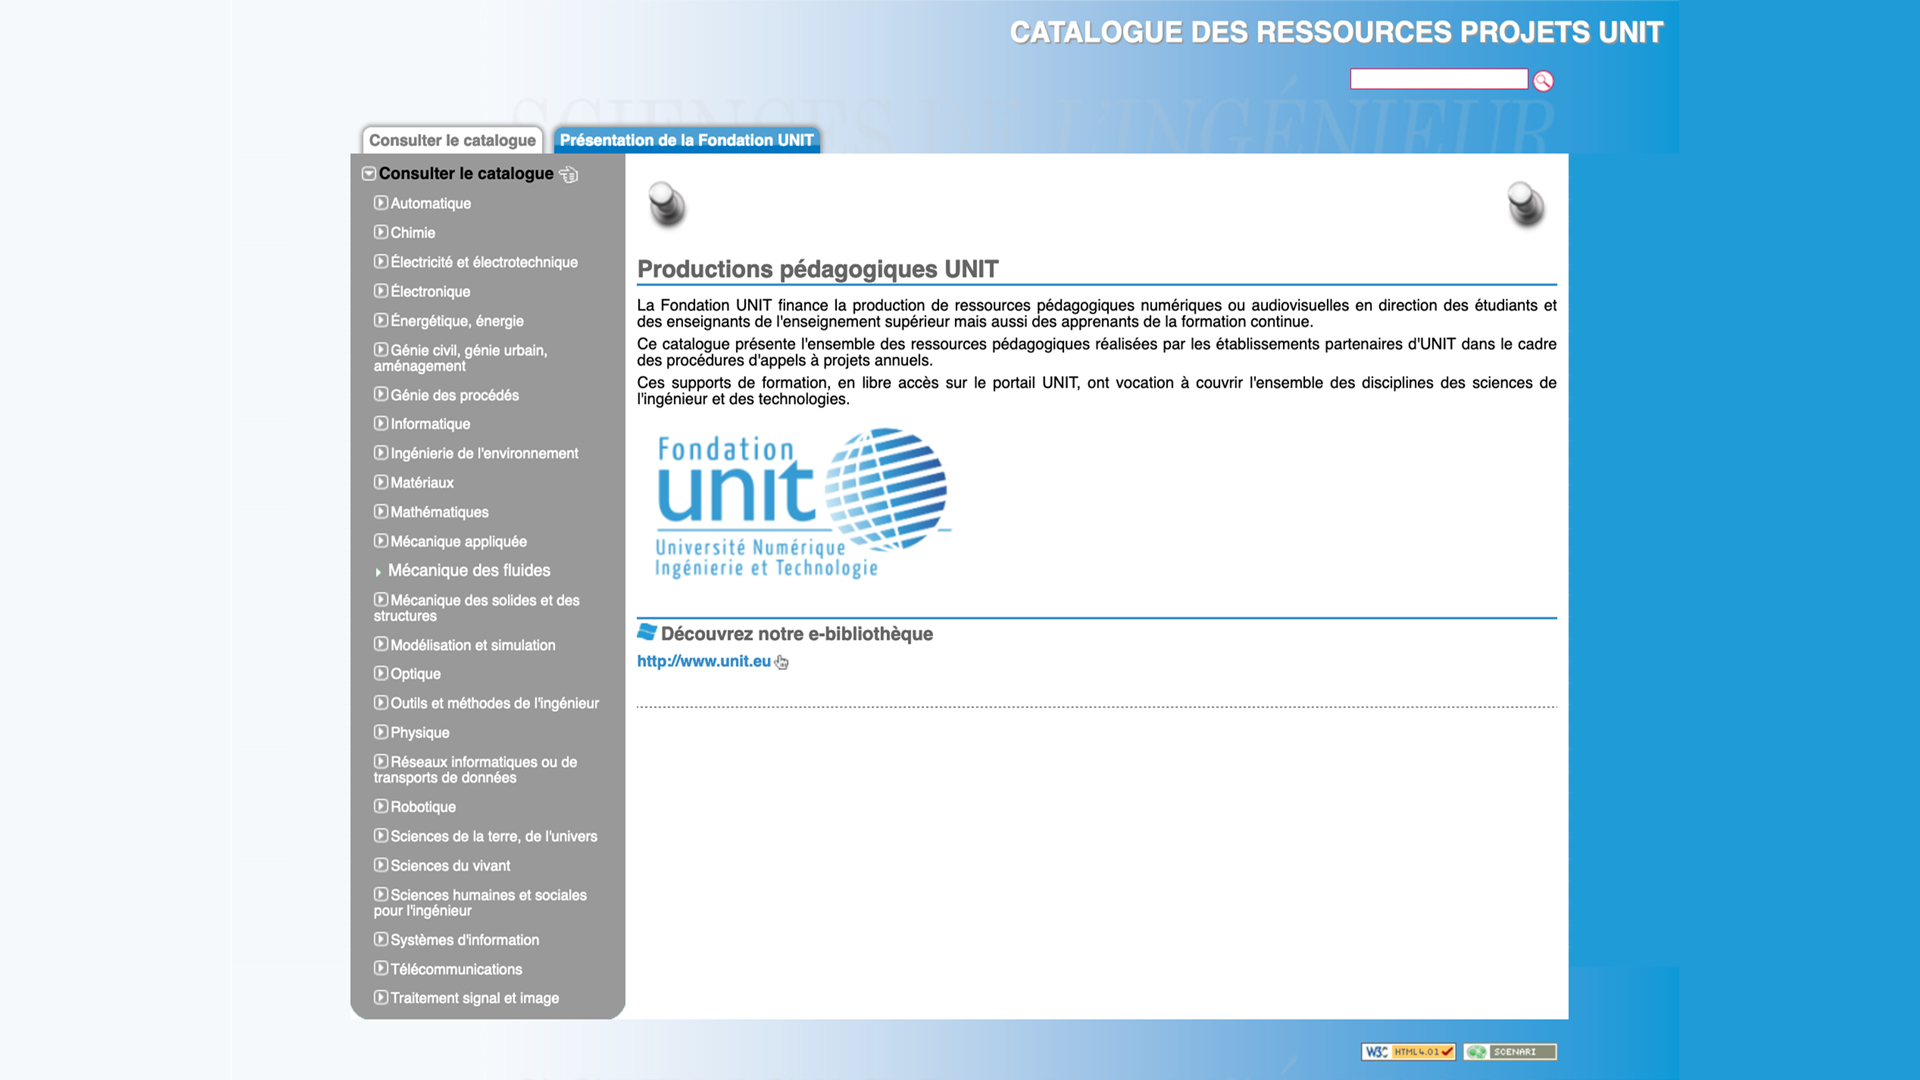 CATALOGUE DES RESSOURCES PROJETS UNIT
SCIENCES DE L'INGÉNIEUR
Consulter le catalogue
Présentation de la Fondation UNIT
Consulter le catalogue
Automatique
Chimie
Électricité et électrotechnique
Électronique
Énergétique, énergie
Génie civil, génie urbain,
aménagement
Génie des procédés
Informatique
Ingénierie de l'environnement
Matériaux
Mathématiques
Mécanique appliquée
Mécanique des fluides
Mécanique des solides et des
structures
Modélisation et simulation
Optique
Outils et méthodes de l'ingénieur
Physique
Réseaux informatiques ou de
transports de données
Robotique
Sciences de la terre, de l'univers
Sciences du vivant
Sciences humaines et sociales
pour l'ingénieur
Systèmes d'information
Télécommunications
Traitement signal et image
Productions pédagogiques UNIT
La Fondation UNIT finance la production de ressources pédagogiques numériques ou audiovisuelles en direction des étudiants et
des enseignants de l'enseignement supérieur mais aussi des apprenants de la formation continue.
Ce catalogue présente l'ensemble des ressources pédagogiques réalisées par les établissements partenaires d'UNIT dans le cadre
des procédures d'appels à projets annuels.
Ces supports de formation, en libre accès sur le portail UNIT, ont vocation à couvrir l'ensemble des disciplines des sciences de
l'ingénieur et des technologies.
Fondation
unit
Université Numérique
Ingénierie et Technologie
Découvrez notre e-bibliothèque
http://www.unit.eu
W3C HTML 4.01
SCENARI